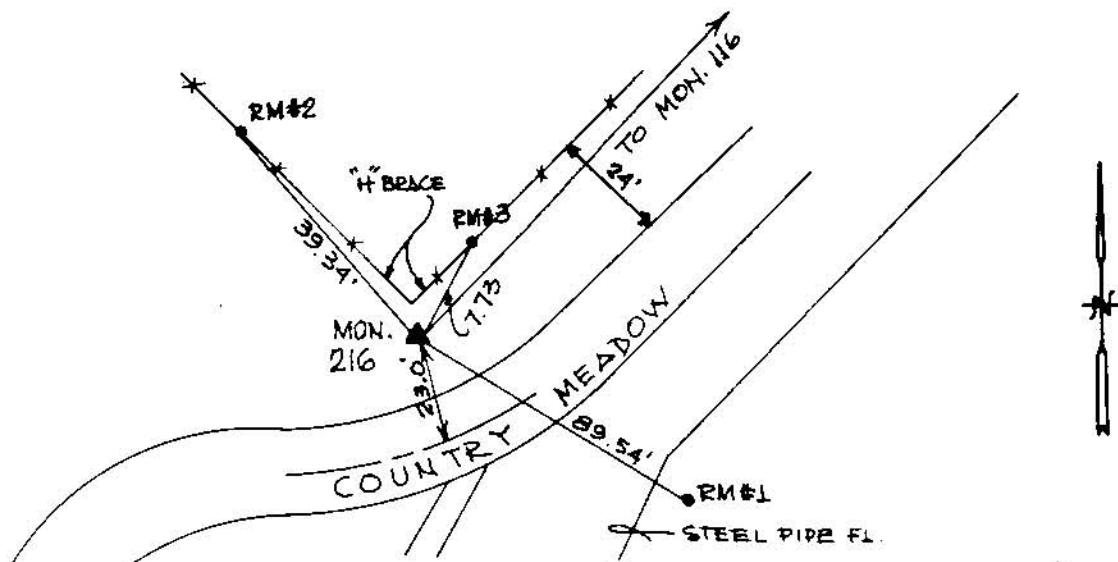 RM#2
TO MON. 116
"H" BRACE
24'
RM#3
39.34'
7.73
MON.
216
23.0'
COUNTRY MEADOW
89.54'
RM#1
STEEL PIPE FL.
N